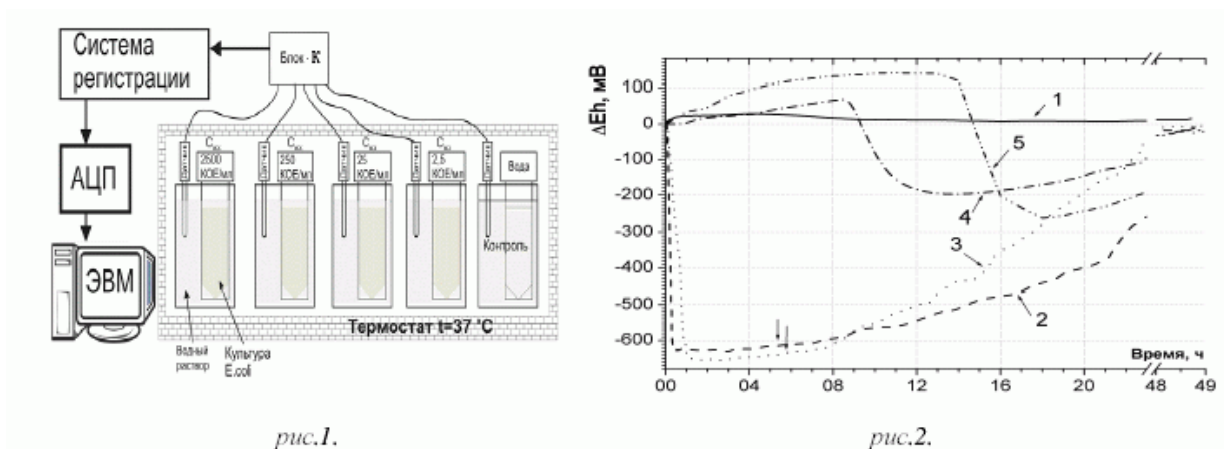 Система
регистрации
Блок - К
АЦП
ЭВМ
2500
КОЕ/мл
250
КОЕ/мл
25
КОЕ/мл
2,5
КОЕ/мл
Вода
Контроль
Термостат t=37 °C
Водный
раствор
Культура
E.coli
рис.1.
ΔEh, мВ
100
0
-100
-200
-300
-400
-500
-600
1
5
4
3
2
Время, ч
00 04 08 12 16 20 48 49
рис.2.